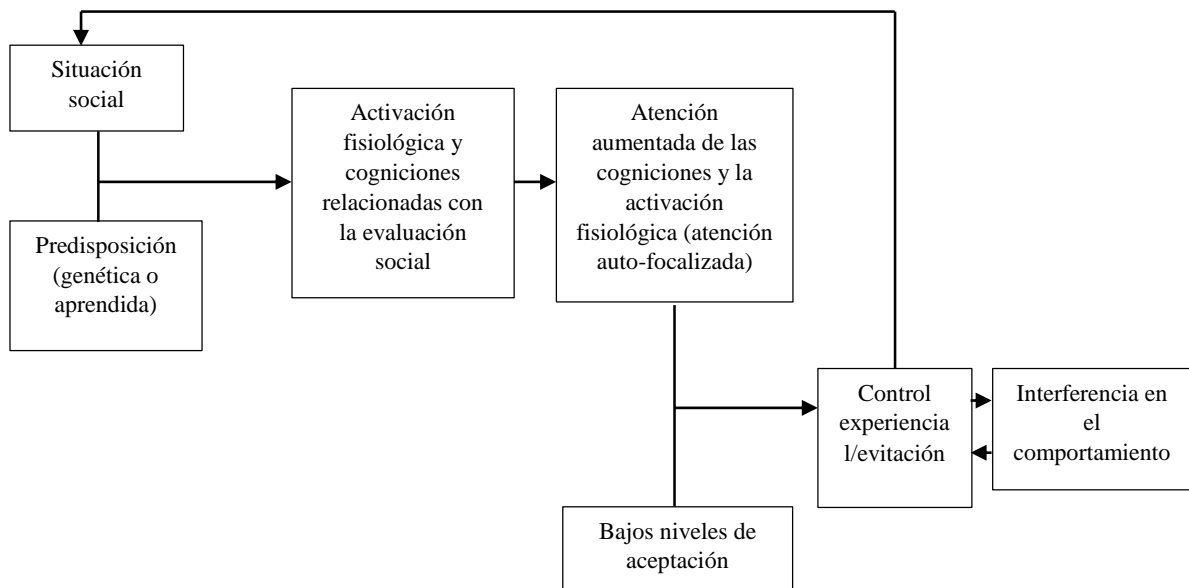 Situación
social
Predisposición
(genética o
aprendida)
Activación
fisiológica y
cogniciones
relacionadas con
la evaluación
social
Atención
aumentada de las
cogniciones y la
activación
fisiológica (atención
auto-focalizada)
Control
experiencia
l/evitación
Interferencia en
el
comportamiento
Bajos niveles de
aceptación